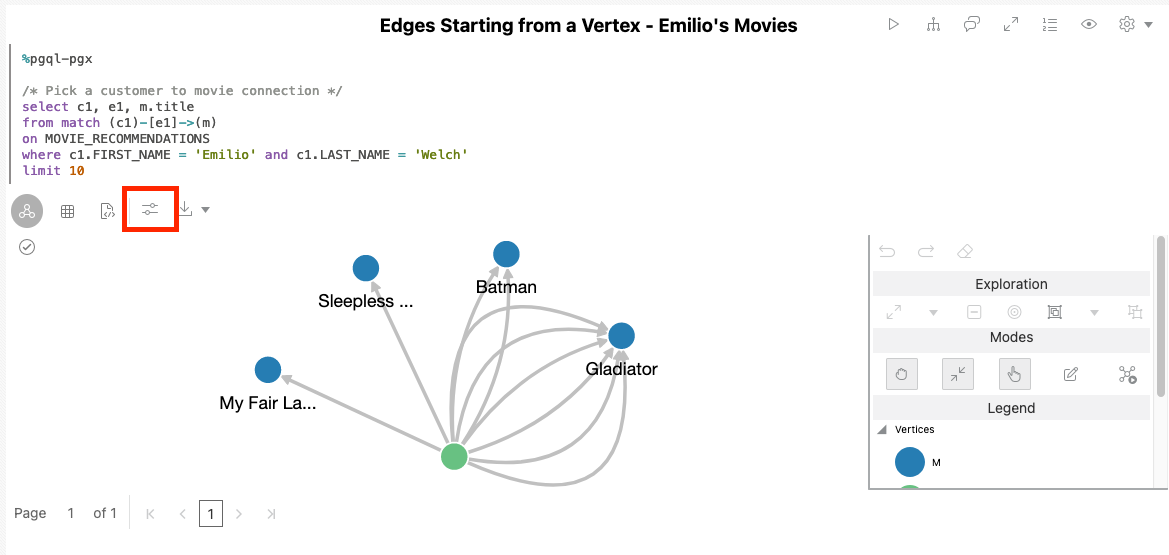 Edges Starting from a Vertex - Emilio's Movies
%pgql-pgx
/* Pick a customer to movie connection */
select c1, e1, m.title
from match (c1)-[e1]->(m)
on MOVIE_RECOMMENDATIONS
where c1.FIRST_NAME = 'Emilio' and c1.LAST_NAME = 'Welch'
limit 10
Batman
Sleepless ...
Gladiator
My Fair La...
Exploration
Modes
Legend
Vertices
M
Page 1 of 1
1